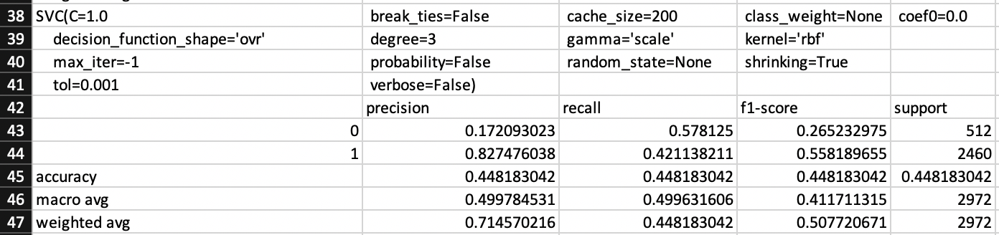 38 SVC(C=1.0 break_ties=False cache_size=200 class_weight=None coef0=0.0
39 decision_function_shape='ovr' degree=3 gamma='scale' kernel='rbf'
40 max_iter=-1 probability=False random_state=None shrinking=True
41 tol=0.001 verbose=False)
42 precision recall f1-score support
43 0 0.172093023 0.578125 0.265232975 512
44 1 0.827476038 0.421138211 0.558189655 2460
45 accuracy 0.448183042 0.448183042 0.448183042 0.448183042
46 macro avg 0.499784531 0.499631606 0.411711315 2972
47 weighted avg 0.714570216 0.448183042 0.507720671 2972